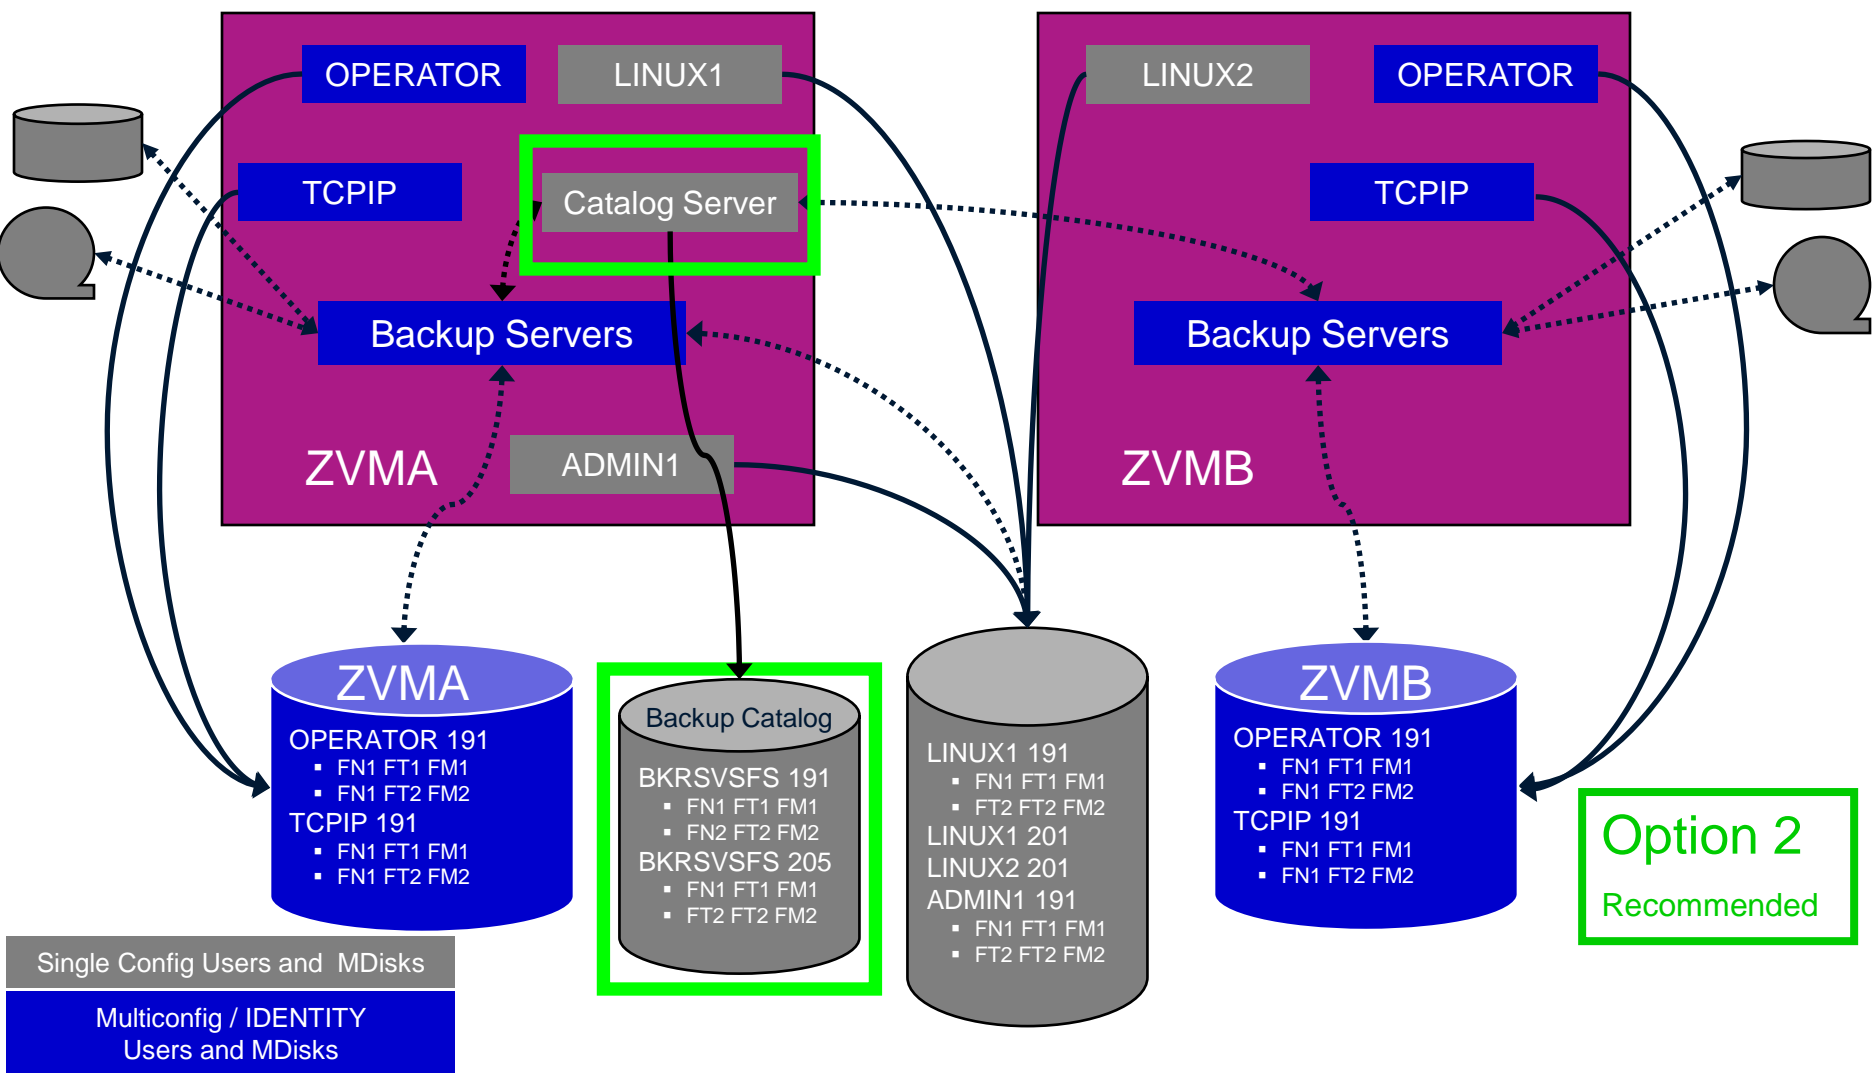 OPERATOR
LINUX1
TCPIP
Catalog Server
Backup Servers
ZVMA
ADMIN1
LINUX2
OPERATOR
TCPIP
Backup Servers
ZVMB
ZVMA
OPERATOR 191
▪ FN1 FT1 FM1
▪ FN1 FT2 FM2
TCPIP 191
▪ FN1 FT1 FM1
▪ FN1 FT2 FM2
Backup Catalog
BKRSVSFS 191
▪ FN1 FT1 FM1
▪ FN2 FT2 FM2
BKRSVSFS 205
▪ FN1 FT1 FM1
▪ FT2 FT2 FM2
LINUX1 191
▪ FN1 FT1 FM1
▪ FT2 FT2 FM2
LINUX1 201
LINUX2 201
ADMIN1 191
▪ FN1 FT1 FM1
▪ FT2 FT2 FM2
ZVMB
OPERATOR 191
▪ FN1 FT1 FM1
▪ FN1 FT2 FM2
TCPIP 191
▪ FN1 FT1 FM1
▪ FN1 FT2 FM2
Option 2
Recommended
Single Config Users and MDisks
Multiconfig / IDENTITY
Users and MDisks